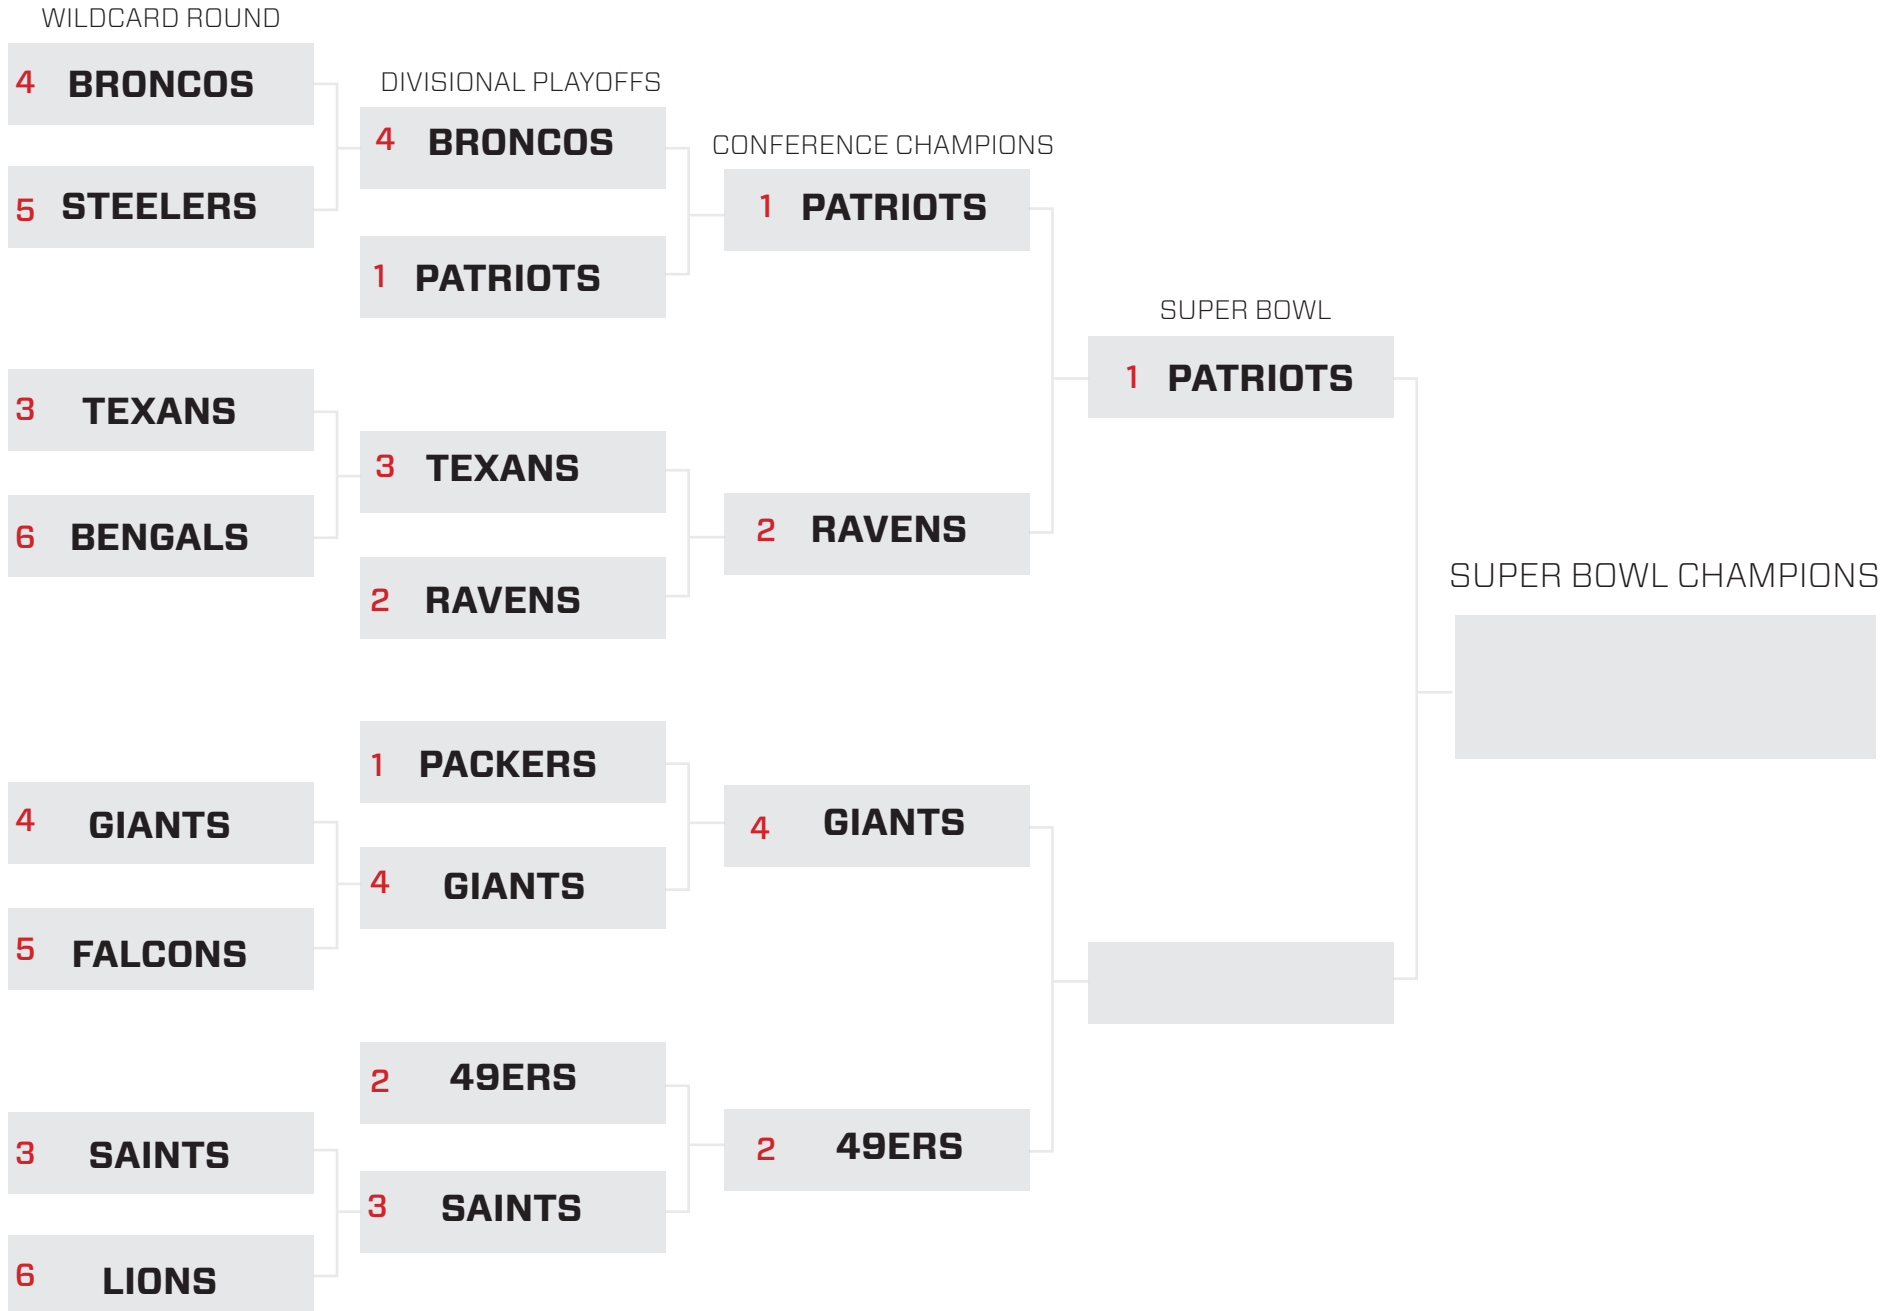 WILDCARD ROUND
4 BRONCOS
5 STEELERS
3 TEXANS
6 BENGALS
4 GIANTS
5 FALCONS
3 SAINTS
6 LIONS
DIVISIONAL PLAYOFFS
4 BRONCOS
1 PATRIOTS
3 TEXANS
2 RAVENS
1 PACKERS
4 GIANTS
2 49ERS
3 SAINTS
CONFERENCE CHAMPIONS
1 PATRIOTS
2 RAVENS
4 GIANTS
2 49ERS
SUPER BOWL
1 PATRIOTS
SUPER BOWL CHAMPIONS